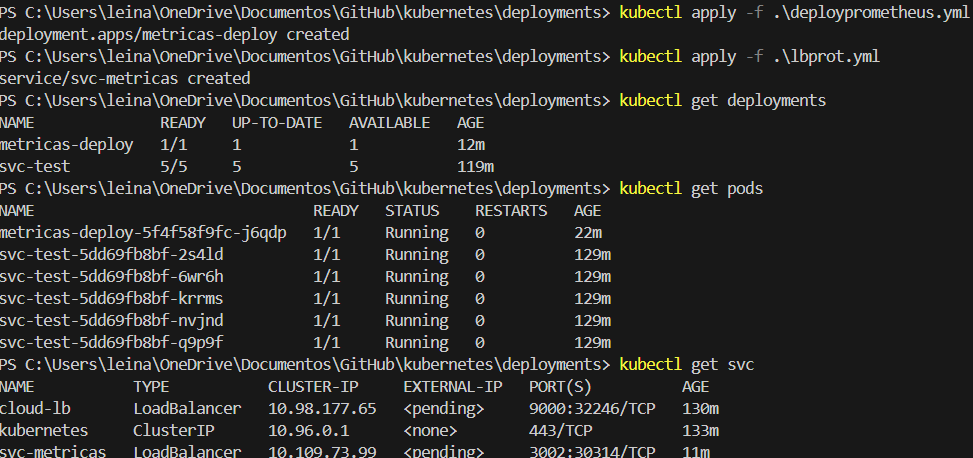 PS C:\Users\leina\OneDrive\Documentos\GitHub\kubernetes\deployments> kubectl apply -f .\deployprometheus.yml
deployment.apps/metricas-deploy created
PS C:\Users\leina\OneDrive\Documentos\GitHub\kubernetes\deployments> kubectl apply -f .\lbprot.yml
service/svc-metricas created
PS C:\Users\leina\OneDrive\Documentos\GitHub\kubernetes\deployments> kubectl get deployments
NAME              READY   UP-TO-DATE   AVAILABLE   AGE
metricas-deploy   1/1     1            1           12m
svc-test          5/5     5            5           119m
PS C:\Users\leina\OneDrive\Documentos\GitHub\kubernetes\deployments> kubectl get pods
NAME                               READY   STATUS    RESTARTS   AGE
metricas-deploy-5f4f58f9fc-j6qdp   1/1     Running   0          22m
svc-test-5dd69fb8bf-2s4ld          1/1     Running   0          129m
svc-test-5dd69fb8bf-6wr6h          1/1     Running   0          129m
svc-test-5dd69fb8bf-krrms          1/1     Running   0          129m
svc-test-5dd69fb8bf-nvjnd          1/1     Running   0          129m
svc-test-5dd69fb8bf-q9p9f          1/1     Running   0          129m
PS C:\Users\leina\OneDrive\Documentos\GitHub\kubernetes\deployments> kubectl get svc
NAME           TYPE           CLUSTER-IP      EXTERNAL-IP   PORT(S)          AGE
cloud-lb       LoadBalancer   10.98.177.65    <pending>     9000:32246/TCP   130m
kubernetes     ClusterIP      10.96.0.1       <none>        443/TCP          133m
svc-metricas   LoadBalancer   10.109.73.99    <pending>     3002:30314/TCP   11m